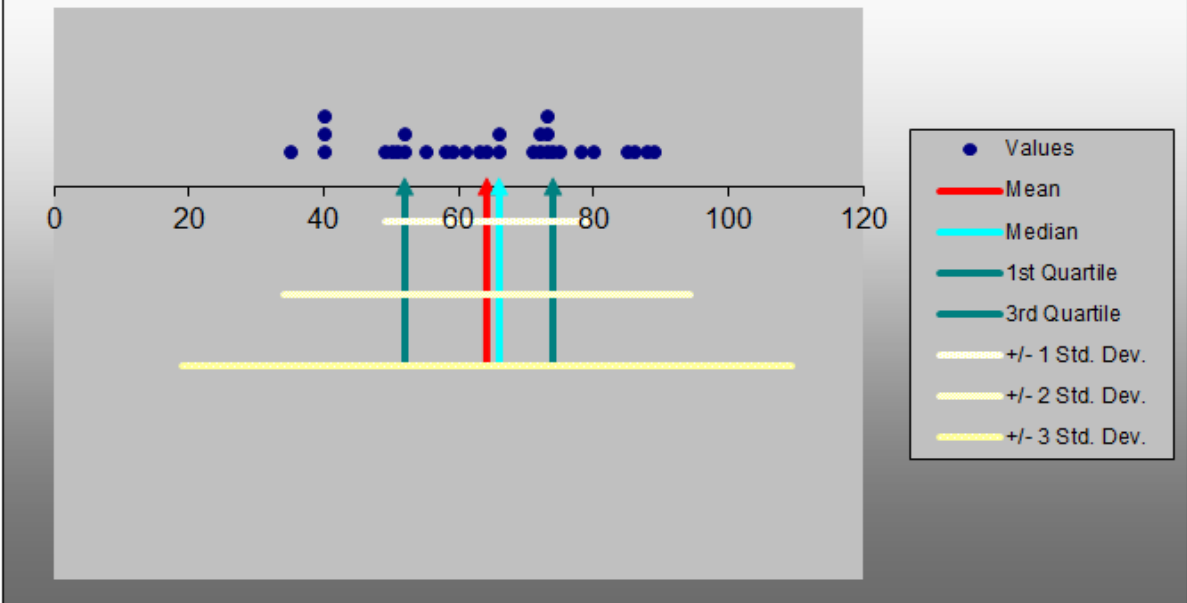 0 20 40 60 80 100 120
Values
Mean
Median
1st Quartile
3rd Quartile
+/- 1 Std. Dev.
+/- 2 Std. Dev.
+/- 3 Std. Dev.